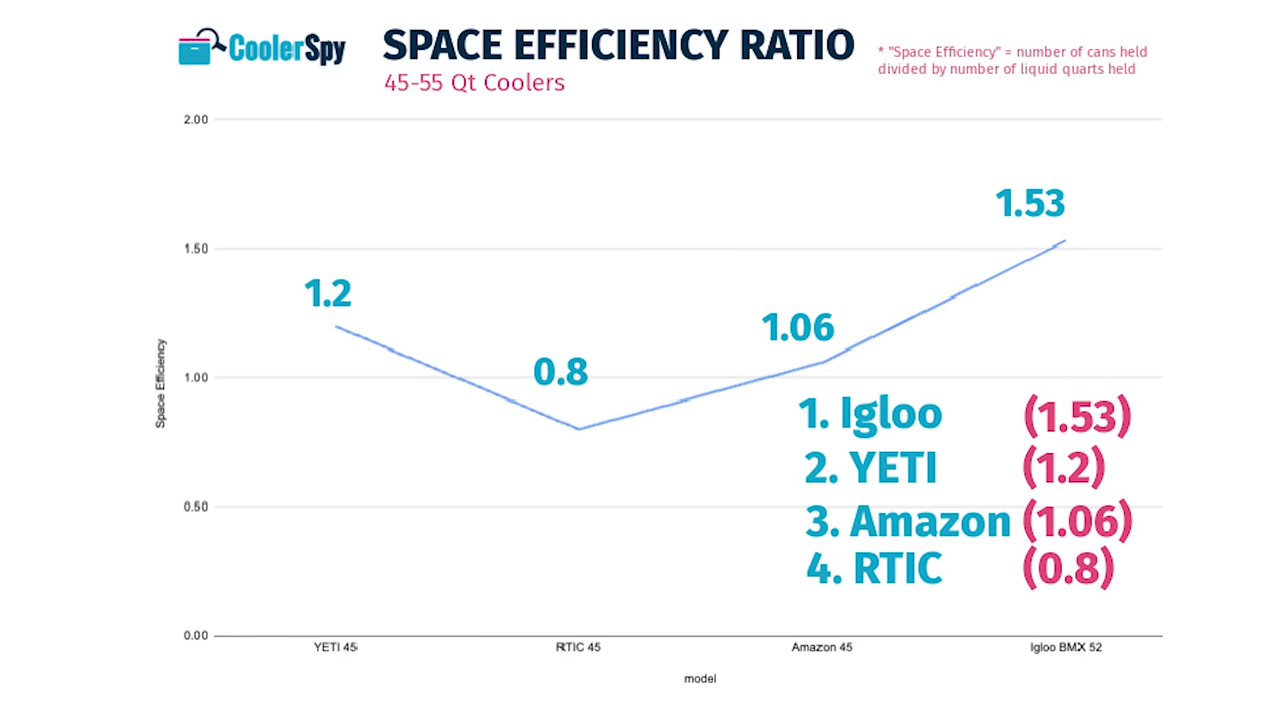 CoolerSpy
SPACE EFFICIENCY RATIO
45-55 Qt Coolers
* "Space Efficiency" = number of cans held
divided by number of liquid quarts held
2.00
1.50
1.00
0.50
0.00
Space Efficiency
1.2
0.8
1.06
1.53
1. Igloo (1.53)
2. YETI (1.2)
3. Amazon (1.06)
4. RTIC (0.8)
YETI 45
RTIC 45
Amazon 45
Igloo BMX 52
model